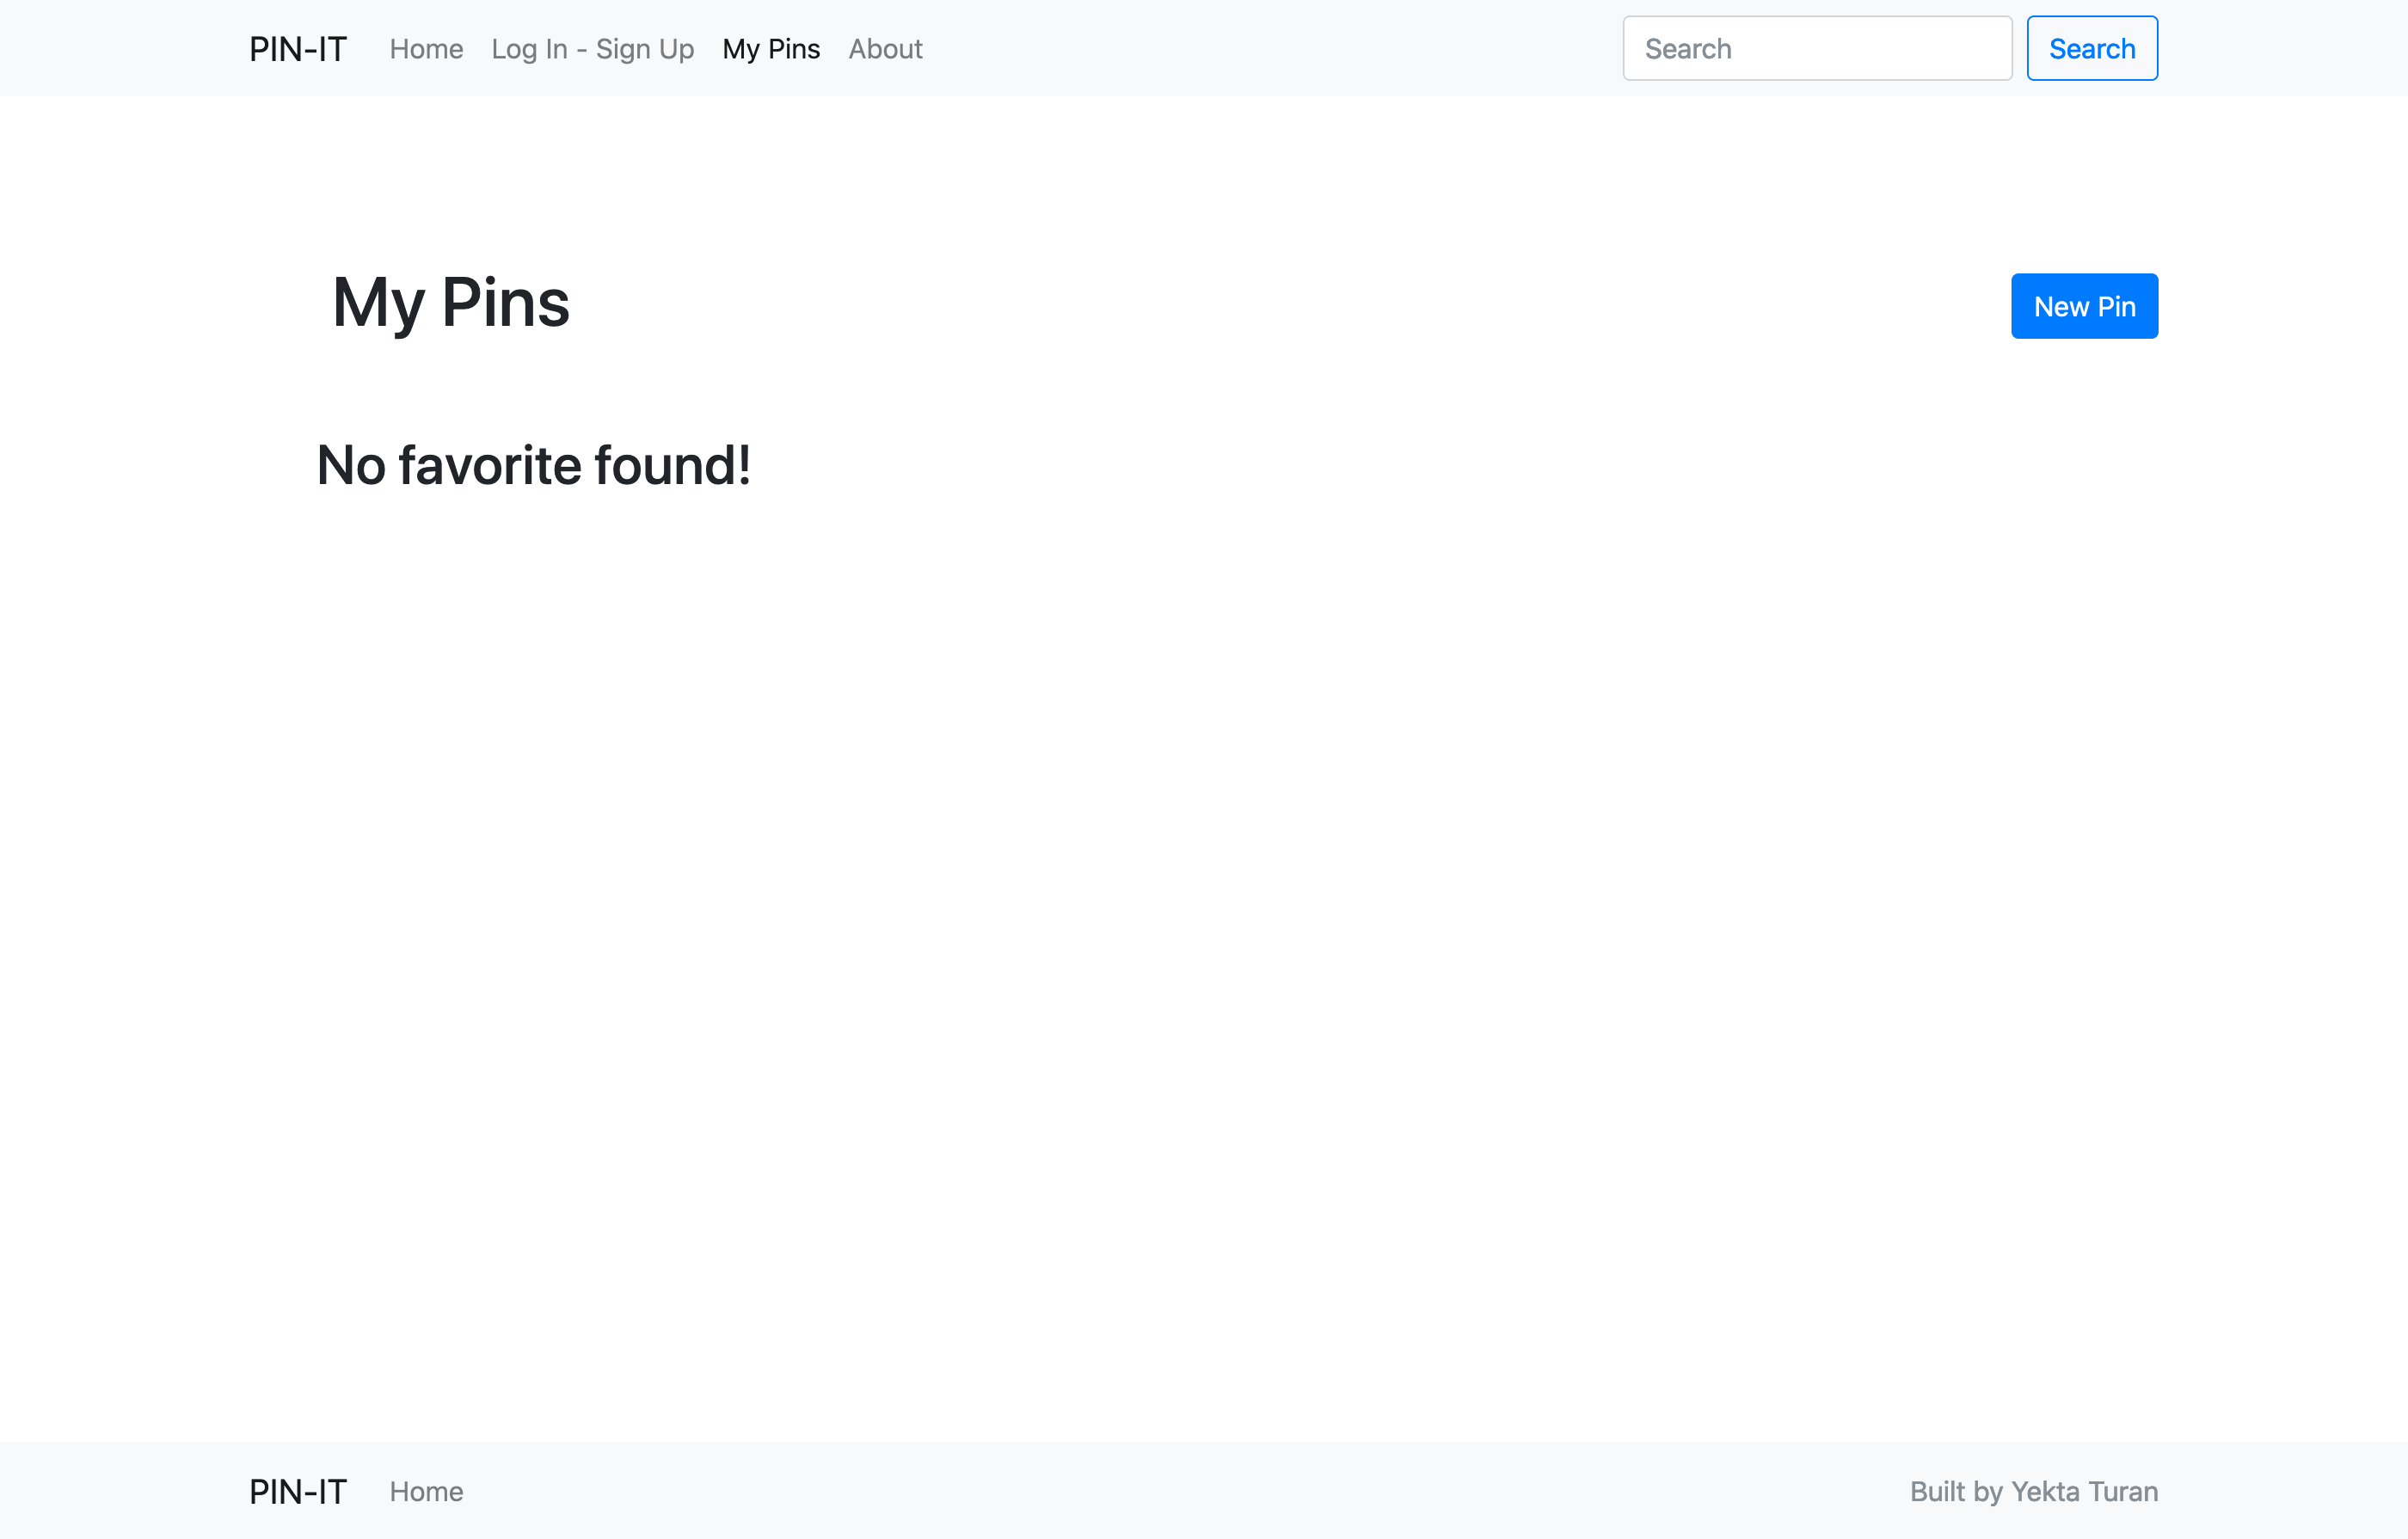 PIN-IT Home Log In - Sign Up My Pins About Search Search
My Pins New Pin
No favorite found!
PIN-IT Home Built by Yekta Turan